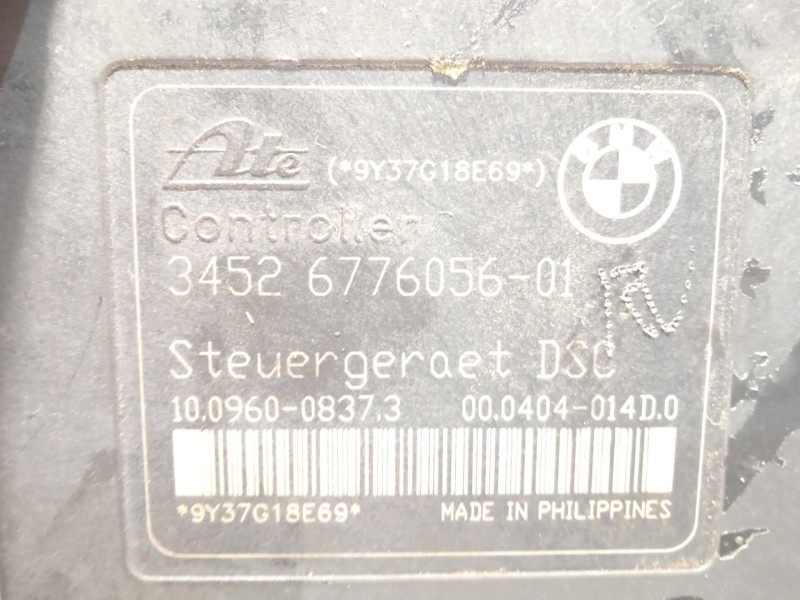 Ate (*9Y37G18E69*) BMW
Controller
3452 6776056-01
Steuergeraet DSC
10.0960-0837.3 00.0404-014D.0
*9Y37G18E69* MADE IN PHILIPPINES